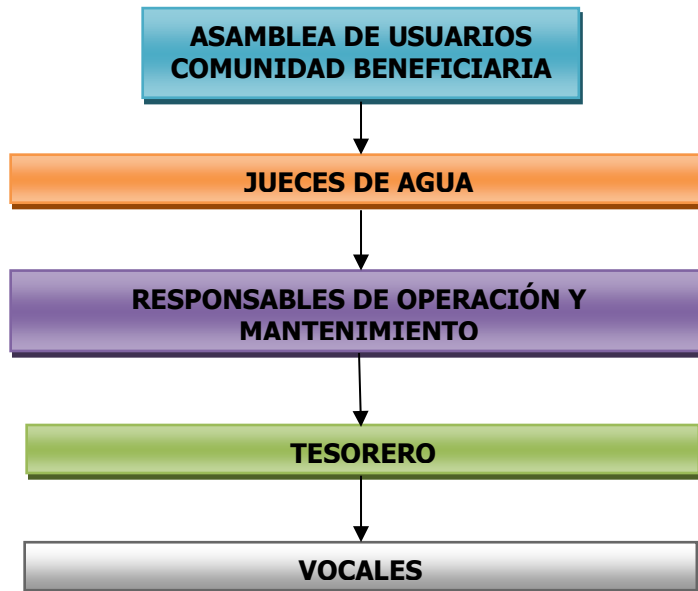 ASAMBLEA DE USUARIOS
COMUNIDAD BENEFICIARIA
JUECES DE AGUA
RESPONSABLES DE OPERACIÓN Y
MANTENIMIENTO
TESORERO
VOCALES